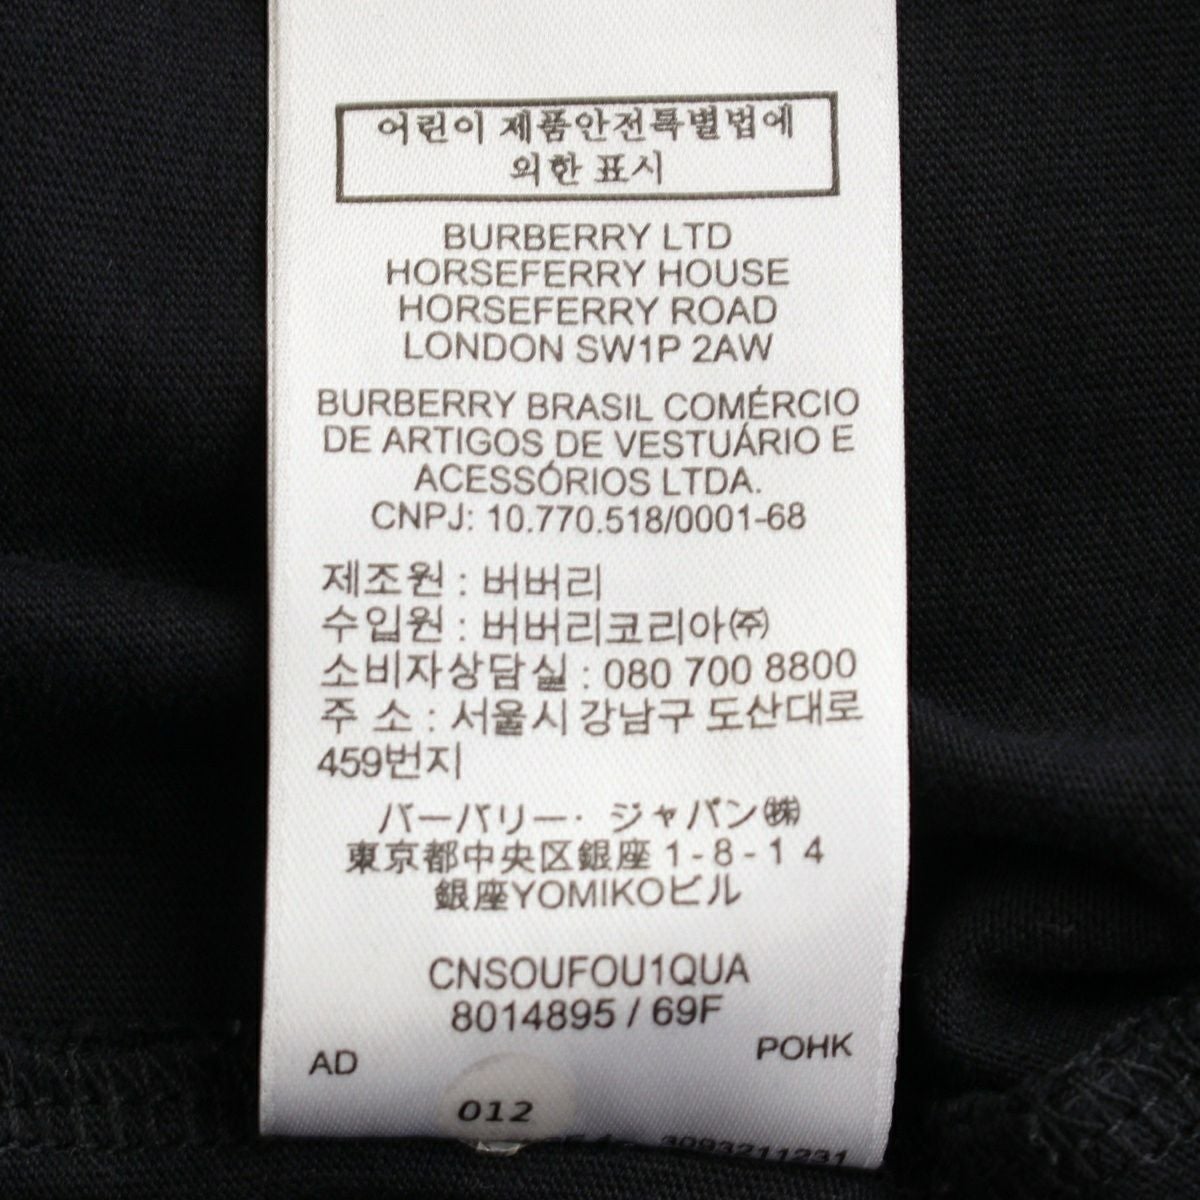 어린이 제품안전특별법에
의한 표시
BURBERRY LTD
HORSEFERRY HOUSE
HORSEFERRY ROAD
LONDON SW1P 2AW
BURBERRY BRASIL COMÉRCIO
DE ARTIGOS DE VESTUÁRIO E
ACESSÓRIOS LTDA.
CNPJ: 10.770.518/0001-68
제조원 : 버버리
수입원 : 버버리코리아㈜
소비자상담실 : 080 700 8800
주 소 : 서울시 강남구 도산대로
459번지
バーバリー・ジャパン㈱
東京都中央区銀座 1-8-14
銀座YOMIKOビル
CNSOUFOU1QUA
8014895 / 69F
AD POHK
012
3093211231